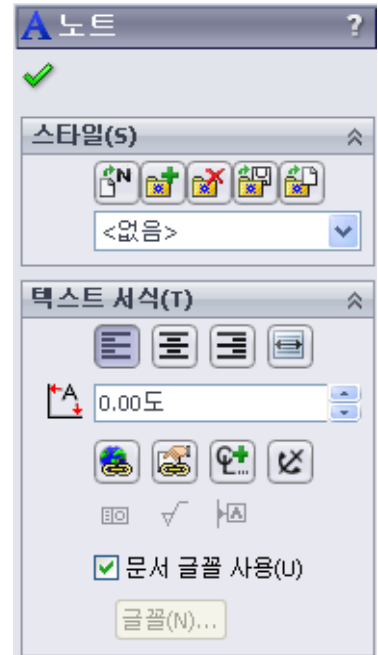 A 노트 ?
스타일(S)
<없음>
텍스트 서식(T)
0.00도
문서 글꼴 사용(U)
글꼴(N)...